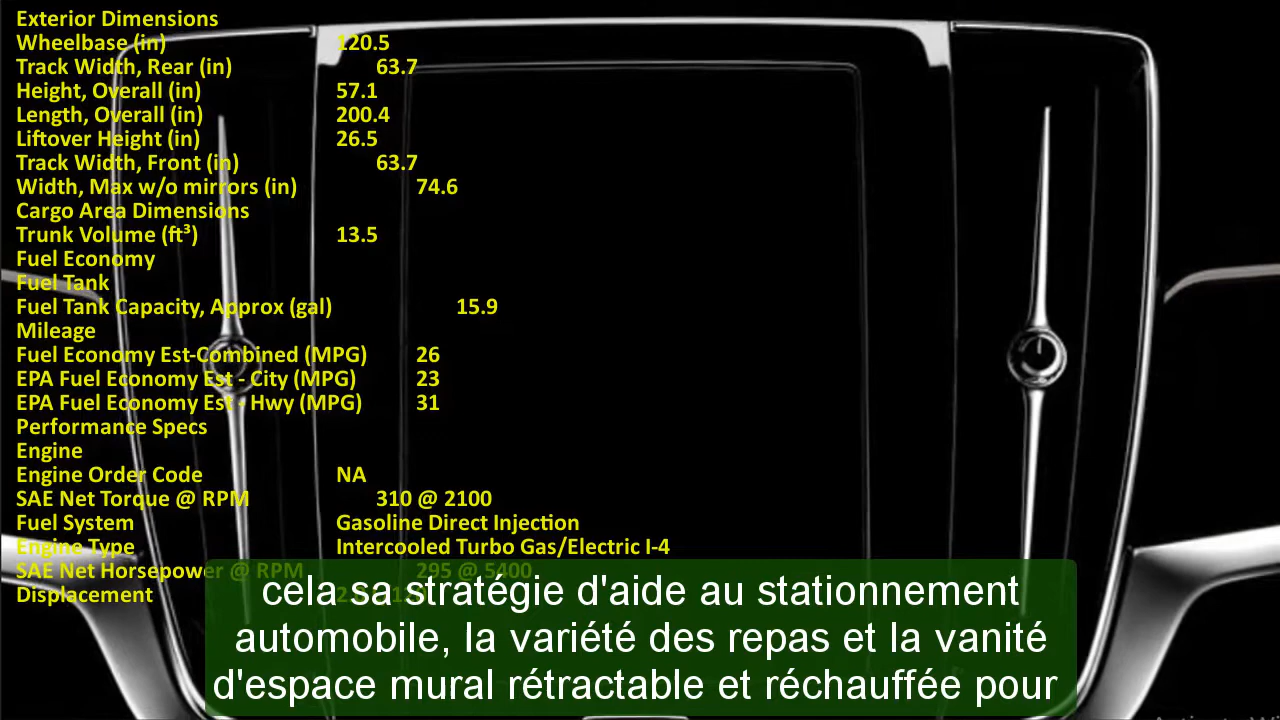 Exterior Dimensions
Wheelbase (in) 120.5
Track Width, Rear (in) 63.7
Height, Overall (in) 57.1
Length, Overall (in) 200.4
Liftover Height (in) 26.5
Track Width, Front (in) 63.7
Width, Max w/o mirrors (in) 74.6
Cargo Area Dimensions
Trunk Volume (ft³) 13.5
Fuel Economy
Fuel Tank
Fuel Tank Capacity, Approx (gal) 15.9
Mileage
Fuel Economy Est-Combined (MPG) 26
EPA Fuel Economy Est - City (MPG) 23
EPA Fuel Economy Est - Hwy (MPG) 31
Performance Specs
Engine
Engine Order Code NA
SAE Net Torque @ RPM 310 @ 2100
Fuel System Gasoline Direct Injection
Engine Type Intercooled Turbo Gas/Electric I-4
SAE Net Horsepower @ RPM 295 @ 5400
Displacement
cela sa stratégie d'aide au stationnement
automobile, la variété des repas et la vanité
d'espace mural rétractable et réchauffée pour